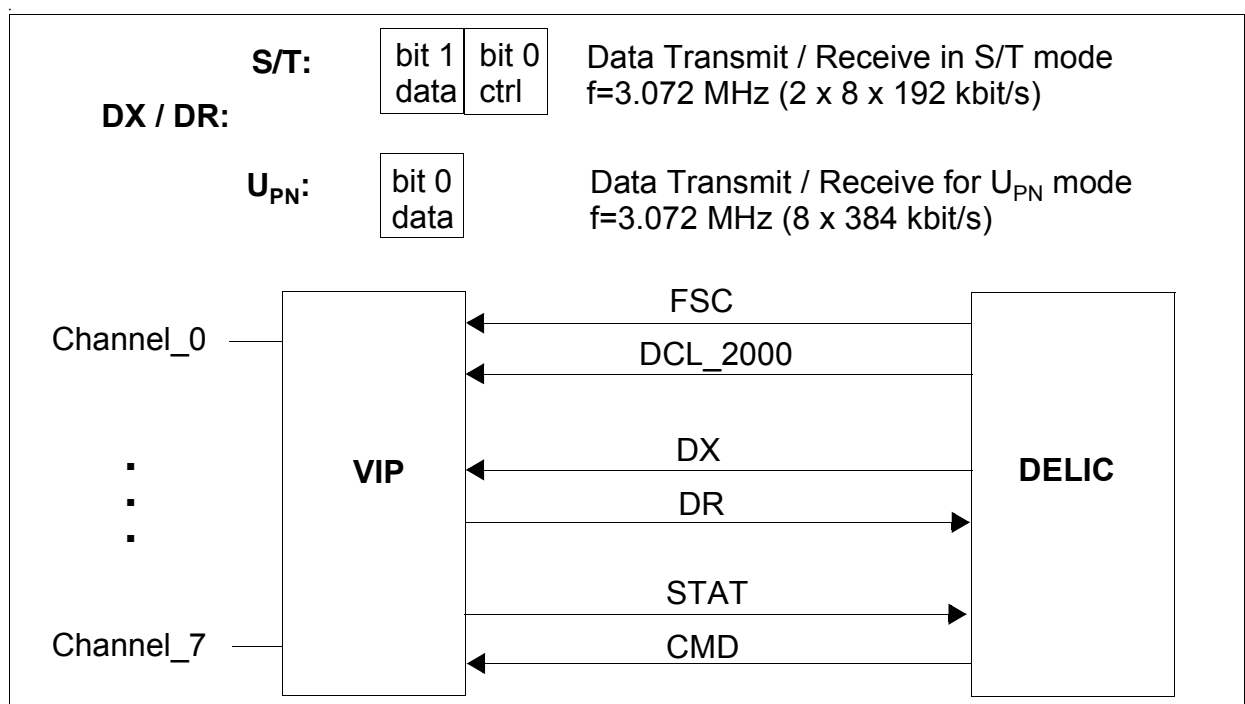 S/T: bit 1 bit 0 Data Transmit / Receive in S/T mode
data ctrl f=3.072 MHz (2 x 8 x 192 kbit/s)
DX / DR:
UPN: bit 0 Data Transmit / Receive for UPN mode
data f=3.072 MHz (8 x 384 kbit/s)
FSC
Channel_0
DCL_2000
DX
VIP DELIC
DR
STAT
Channel_7 CMD